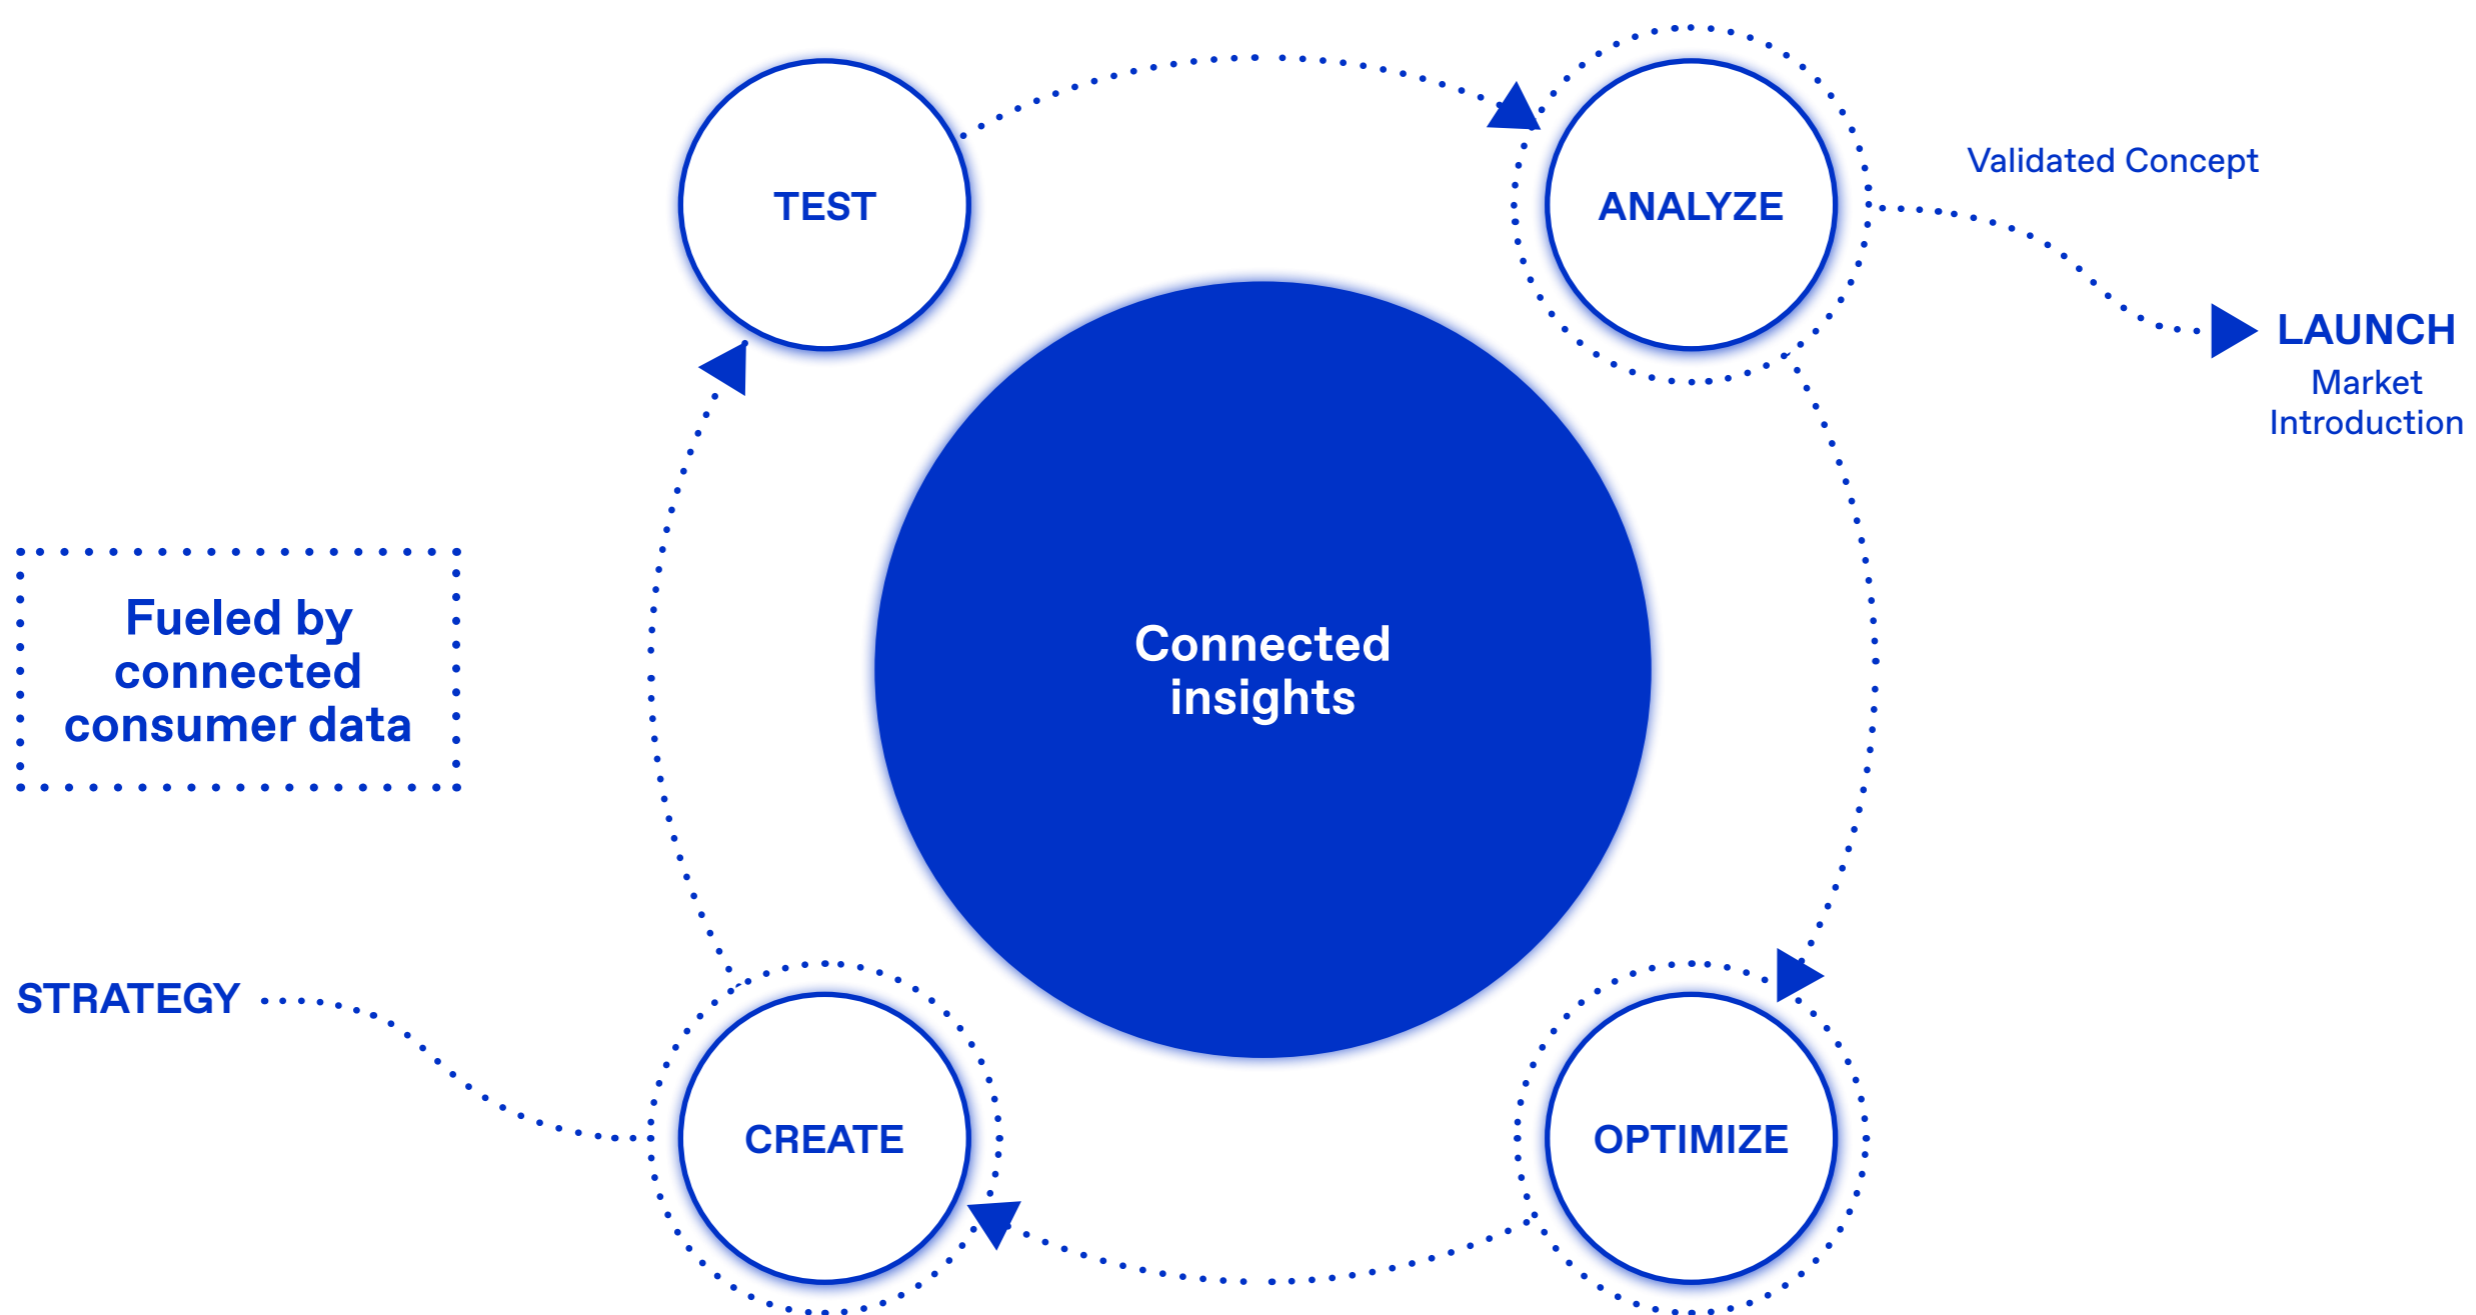 TEST
ANALYZE
Validated Concept
LAUNCH
Market
Introduction
Fueled by
connected
consumer data
Connected
insights
STRATEGY
CREATE
OPTIMIZE